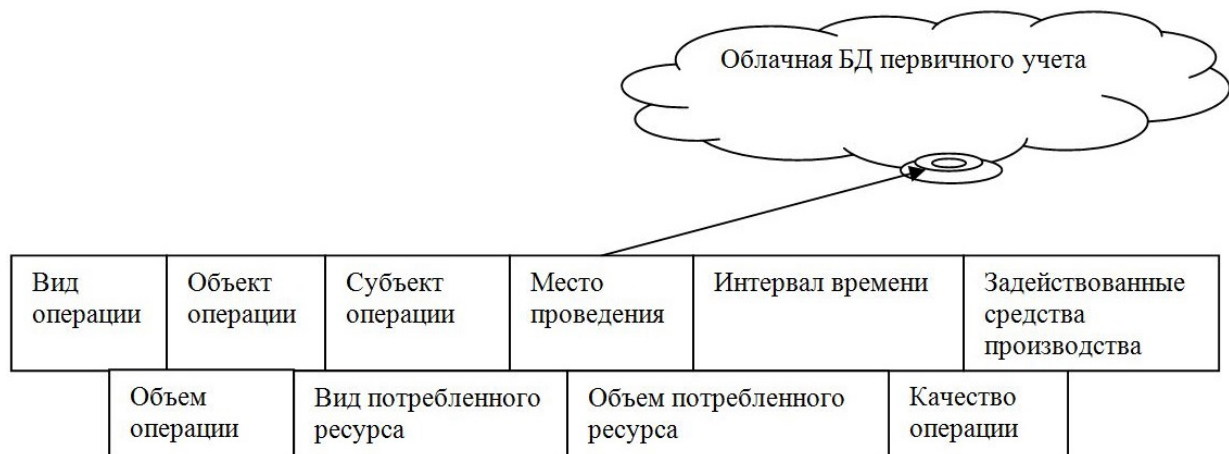 Облачная БД первичного учета
Вид
операции
Объект
операции
Субъект
операции
Место
проведения
Интервал времени
Задействованные
средства
производства
Объем
операции
Вид потребленного
ресурса
Объем потребленного
ресурса
Качество
операции